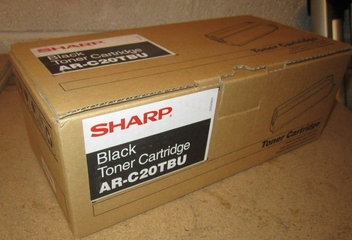 SHARP
Black
Toner Cartridge
AR-C20TBU
SHARP
Black
Toner Cartridge
AR-C20TBU
Toner Cartridge